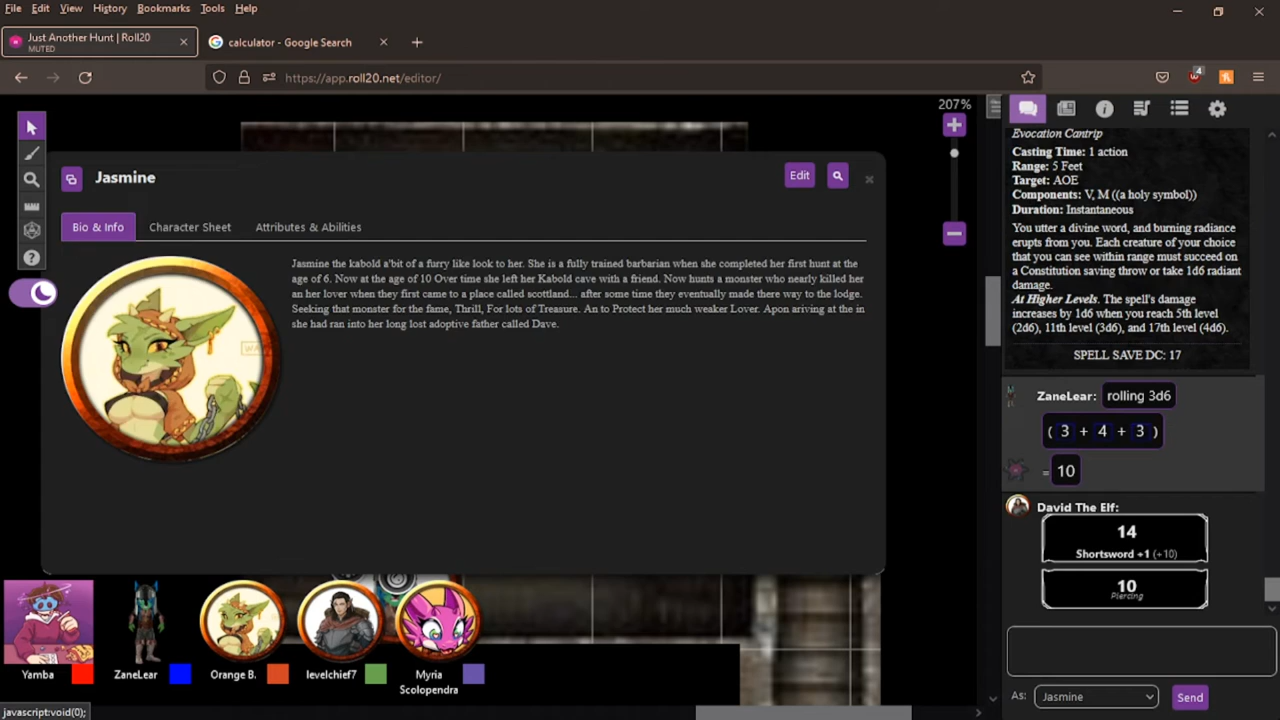 File Edit View History Bookmarks Tools Help
Just Another Hunt | Roll20
MUTED
calculator - Google Search
https://app.roll20.net/editor/
4
207%
Jasmine
Edit
Bio & Info
Character Sheet
Attributes & Abilities
Jasmine the kabold a'bit of a furry like look to her. She is a fully trained barbarian when she completed her first hunt at the
age of 6. Now at the age of 10 Over time she left her Kabold cave with a friend. Now hunts a monster who nearly killed her
an her lover when they first came to a place called scottland... after some time they eventually made there way to the lodge.
Seeking that monster for the fame, Thrill, For lots of Treasure. An to Protect her much weaker Lover. Apon ariving at the in
she had ran into her long lost adoptive father called Dave.
Evocation Cantrip
Casting Time: 1 action
Range: 5 Feet
Target: AOE
Components: V, M ((a holy symbol))
Duration: Instantaneous
You utter a divine word, and burning radiance
erupts from you. Each creature of your choice
that you can see within range must succeed on
a Constitution saving throw or take 1d6 radiant
damage.
At Higher Levels. The spell's damage
increases by 1d6 when you reach 5th level
(2d6), 11th level (3d6), and 17th level (4d6).
SPELL SAVE DC: 17
ZaneLear: rolling 3d6
( 3 + 4 + 3 )
= 10
David The Elf:
14
Shortsword +1 (+10)
10
Piercing
Yamba
ZaneLear
Orange B.
levelchief7
Myria
Scolopendra
As: Jasmine
Send
javascript:void(0);